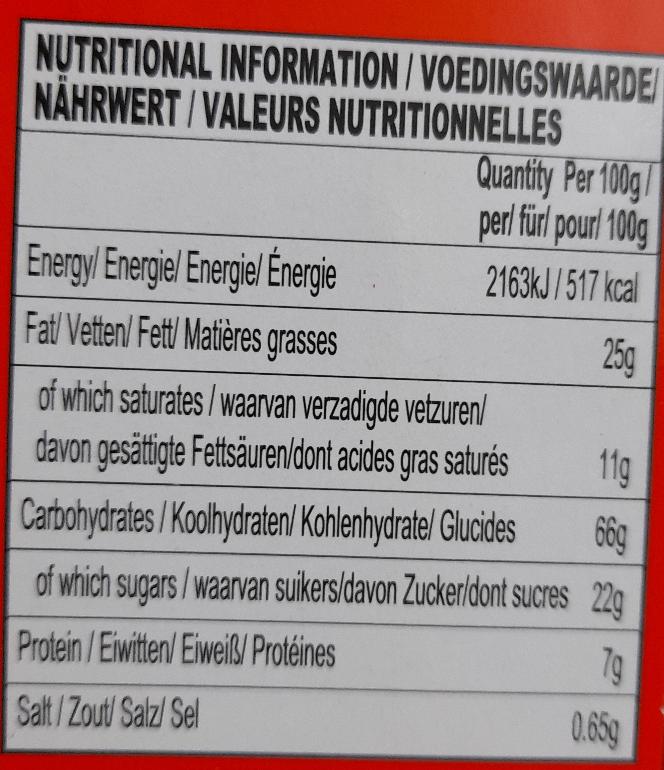 NUTRITIONAL INFORMATION / VOEDINGSWAARDE/
NÄHRWERT / VALEURS NUTRITIONNELLES
Quantity Per 100g /
per/ für/ pour/ 100g
Energy/ Energie/ Energie/ Énergie 2163kJ / 517 kcal
Fat/ Vetten/ Fett/ Matières grasses 25g
of which saturates / waarvan verzadigde vetzuren/
davon gesättigte Fettsäuren/dont acides gras saturés 11g
Carbohydrates / Koolhydraten/ Kohlenhydrate/ Glucides 66g
of which sugars / waarvan suikers/davon Zucker/dont sucres 22g
Protein / Eiwitten/ Eiweiß/ Protéines 7g
Salt / Zout/ Salz/ Sel 0.65g